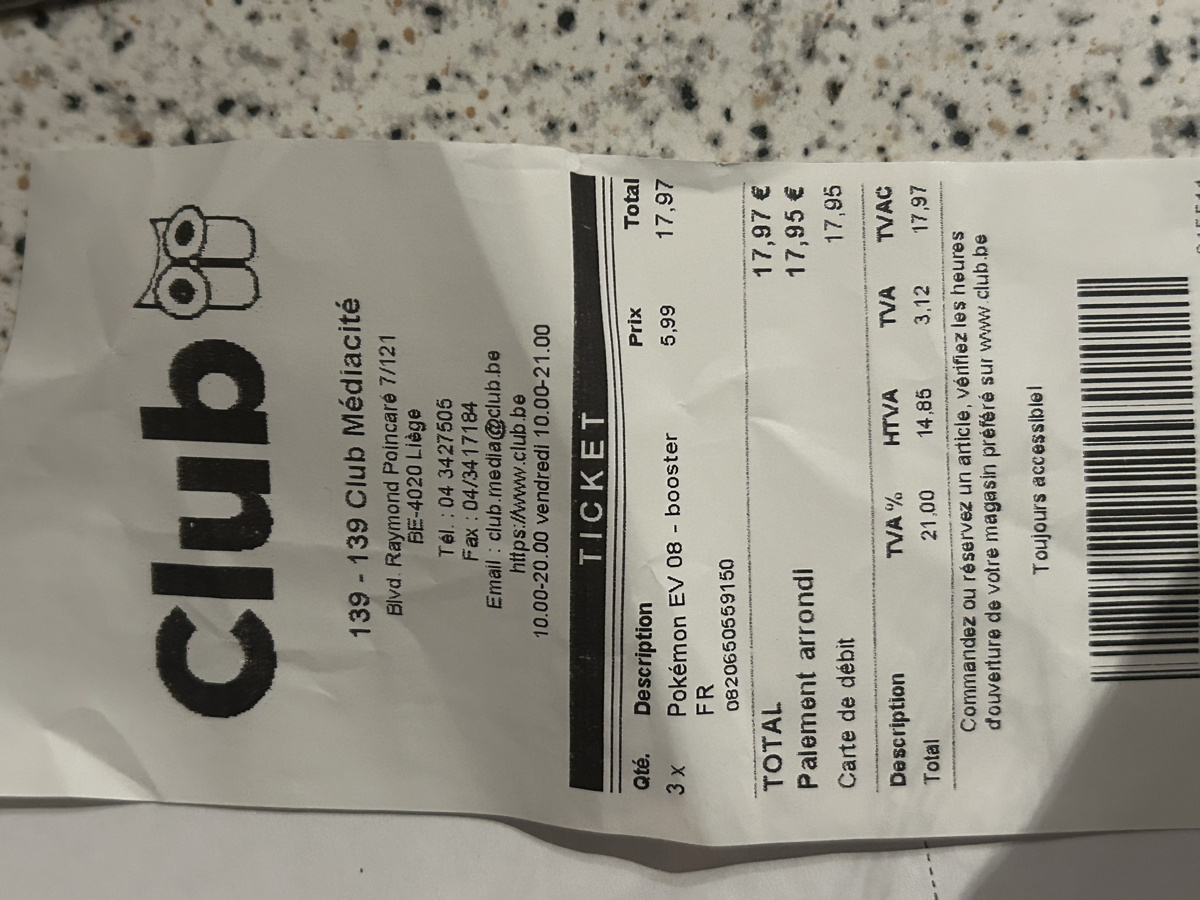 Club
139 - 139 Club Médiacité
Blvd. Raymond Poincaré 7/121
BE-4020 Liège
Tél. : 04 3427505
Fax : 04/3417184
Email : club.media@club.be
https://www.club.be
10.00-20.00 vendredi 10.00-21.00
TICKET
Qté. Description Prix Total
3 x Pokémon EV 08 - booster 5,99 17,97
FR
0820650559150
TOTAL 17,97 €
Paiement arrondi 17,95 €
Carte de débit 17,95
Description TVA % HTVA TVA TVAC
Total 21,00 14,85 3,12 17,97
Commandez ou réservez un article, vérifiez les heures
d'ouverture de votre magasin préféré sur www.club.be
Toujours accessible!